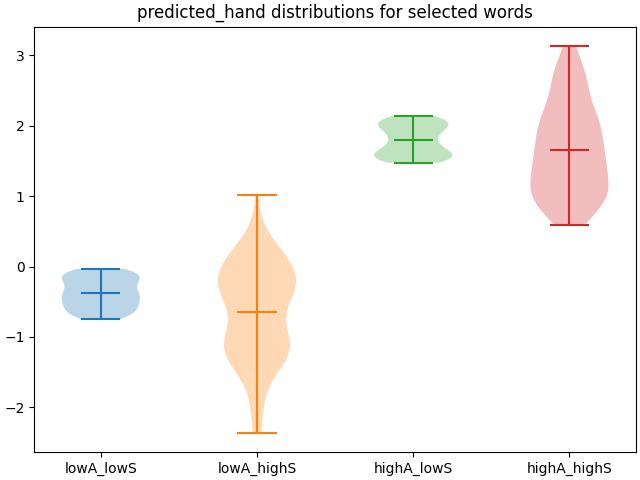 predicted_hand distributions for selected words
3
2
1
0
−1
−2
lowA_lowS
lowA_highS
highA_lowS
highA_highS